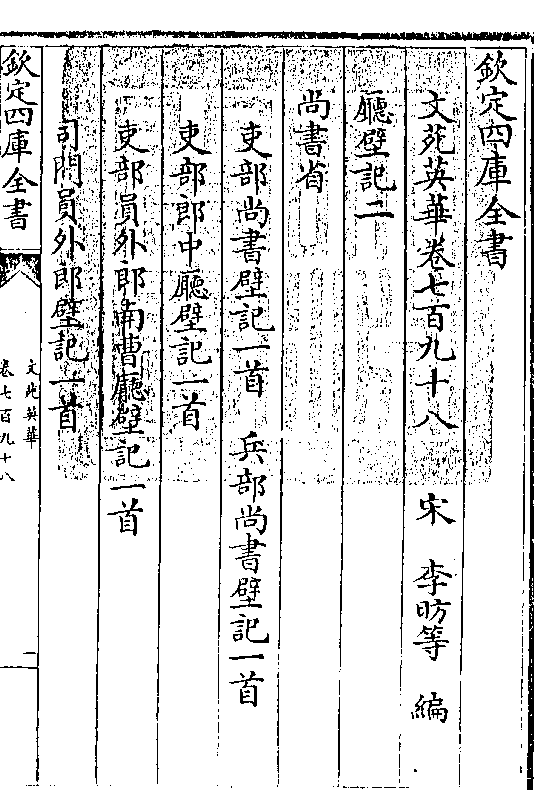 欽定四庫全書
文苑英華卷七百九十八　宋　李昉等　編
廳壁記二
尚書省
吏部尚書壁記一首　兵部尚書壁記一首
吏部郎中廳壁記一首
吏部員外郎南曹廳壁記一首
司門員外郎壁記一首
欽定四庫全書
文苑英華
卷七百九十八
一